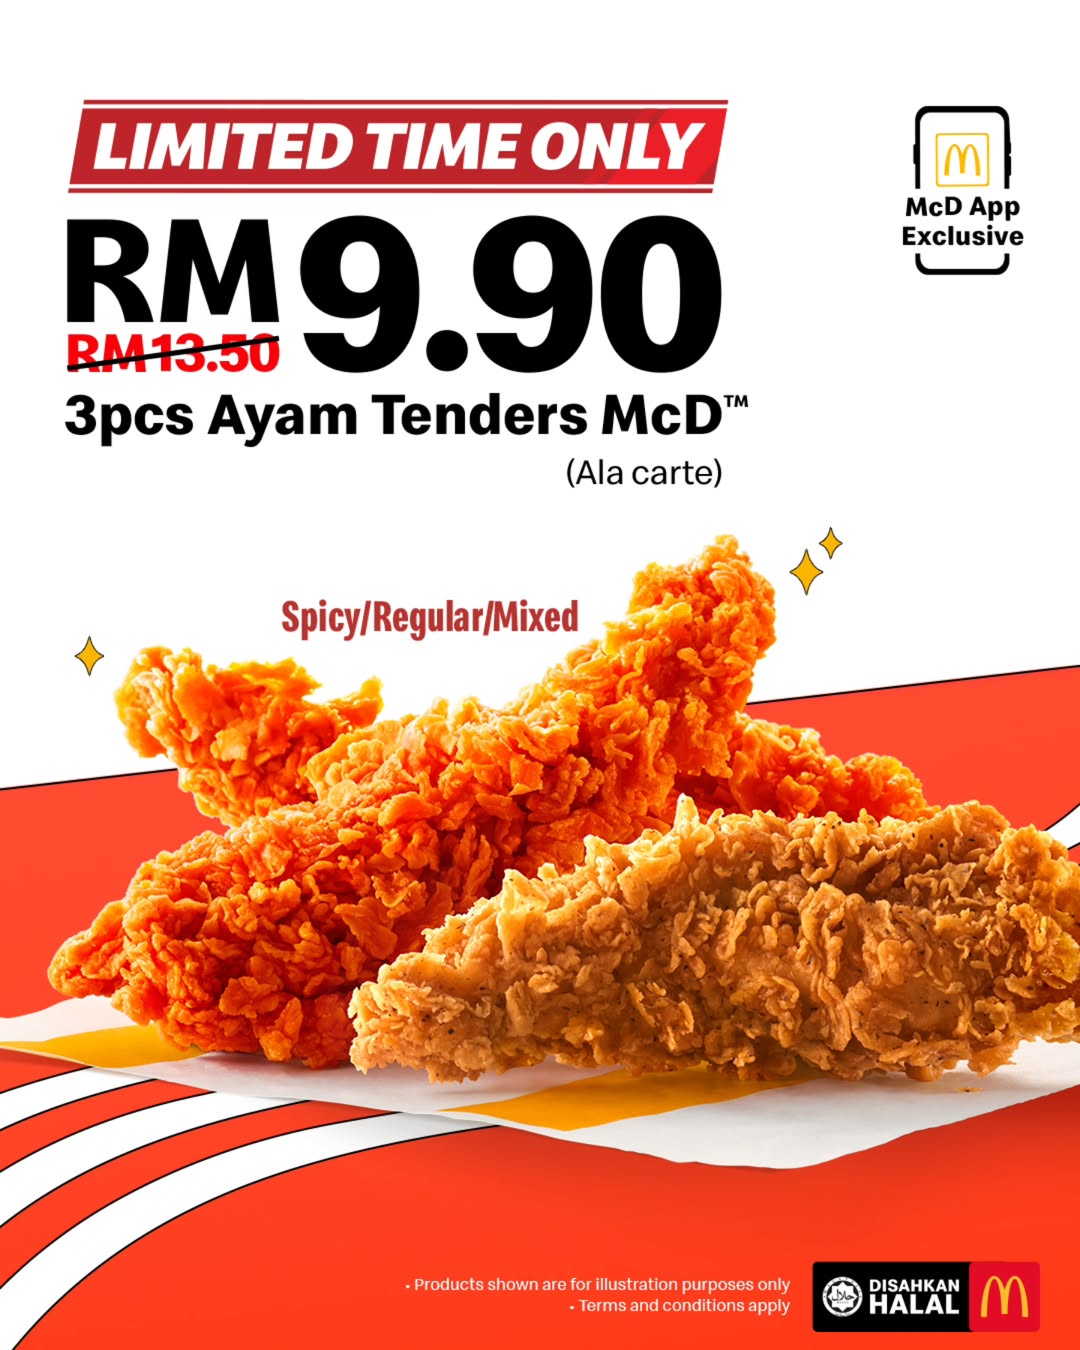 LIMITED TIME ONLY
McD App
Exclusive
RM 9.90
RM13.50
3pcs Ayam Tenders McD™
(Ala carte)
Spicy/Regular/Mixed
• Products shown are for illustration purposes only
• Terms and conditions apply
DISAHKAN
HALAL